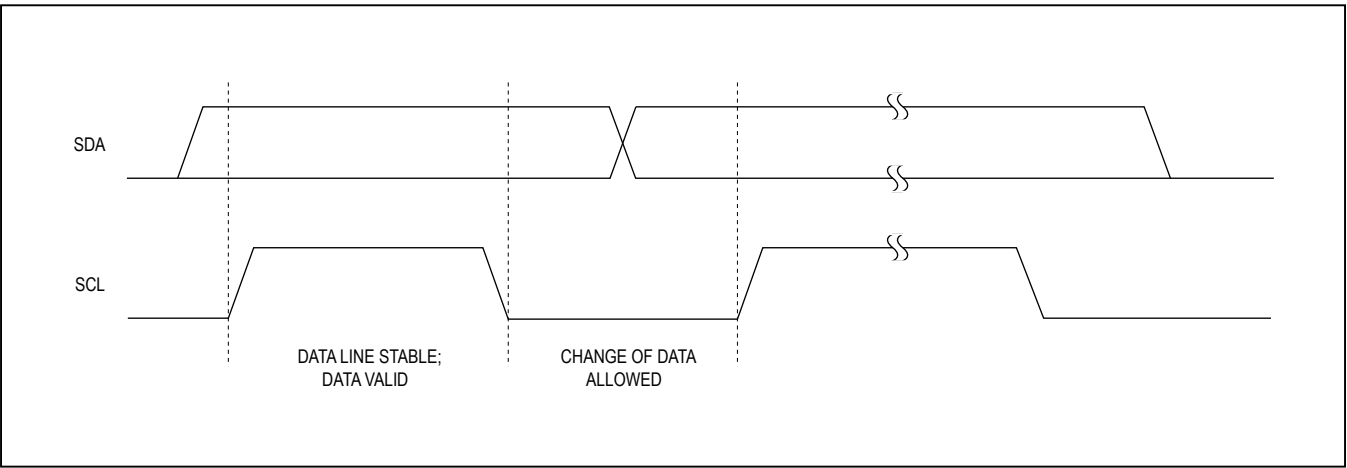 SDA
SCL
DATA LINE STABLE;
DATA VALID
CHANGE OF DATA
ALLOWED